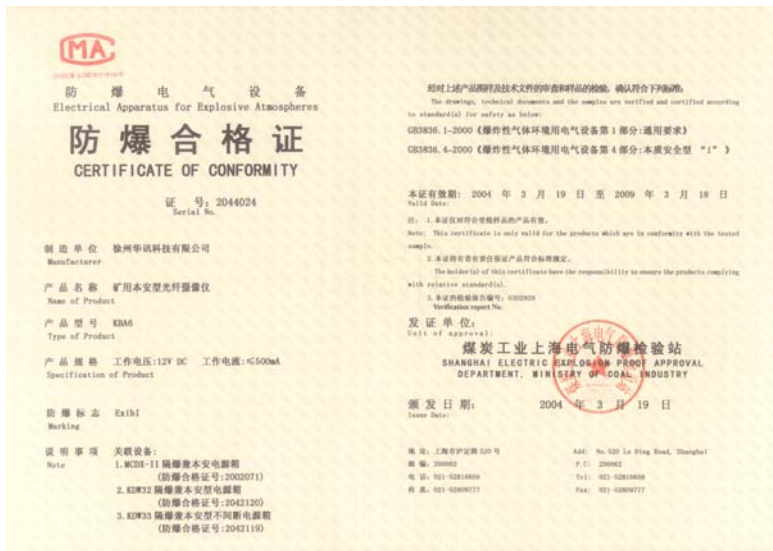 MA
防爆电气设备
Electrical Apparatus for Explosive Atmospheres
防爆合格证
CERTIFICATE OF CONFORMITY
证 号: 2044024
Serial No.
制造单位 徐州华讯科技有限公司
Manufacturer
产品名称 矿用本安型光纤摄像仪
Name of Product
产品型号 KBA6
Type of Product
产品规格 工作电压:12V DC 工作电流:≤500mA
Specification of Product
防爆标志 ExibI
Marking
说明事项 关联设备:
Note 1.MCDX-II 隔爆兼本安电源箱
(防爆合格证号:2002071)
2.KDW32 隔爆兼本安型电源箱
(防爆合格证号:2042120)
3.KDW33 隔爆兼本安型不间断电源箱
(防爆合格证号:2042119)
经对上述产品图样及技术文件的审查和样品的检验, 确认符合下列标准:
The drawings, technical documents and the samples are verified and certified according
to standard(s) for safety as below:
GB3836.1-2000《爆炸性气体环境用电气设备第1部分:通用要求》
GB3836.4-2000《爆炸性气体环境用电气设备第4部分:本质安全型 “i” 》
本证有效期: 2004 年 3 月 19 日 至 2009 年 3 月 18 日
Valid Date:
注: 1.本证仅对符合受检样品的产品有效。
Note: This certificate is only valid for the products which are in conformity with the tested
sample.
2.本证持有者有责任保证产品符合标准规定。
The holder(s) of this certificate have the responsibility to ensure the products complying
with relative standard(s).
3.本证的检验报告编号: 0302929
Verification report No.
发证单位:
Unit of approval:
煤炭工业上海电气防爆检验站
SHANGHAI ELECTRIC EXPLOSION PROOF APPROVAL
DEPARTMENT, MINISTRY OF COAL INDUSTRY
颁发日期: 2004 年 3 月 19 日
Issue Date:
地 址: 上海市沪定路 520 号 Add: No.520 Lu Ding Road, Shanghai
邮 编: 200062 P.C: 200062
电 话: 021-52816659 Tel: 021-52816659
传 真: 021-52809777 Fax: 021-52809777